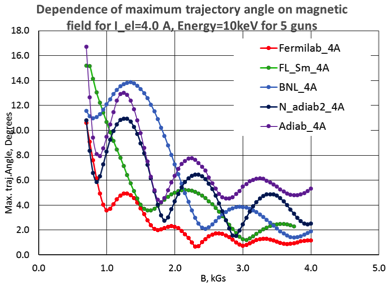 Dependence of maximum trajectory angle on magnetic
field for I_el=4.0 A, Energy=10keV for 5 guns
18.0
16.0
14.0
12.0
10.0
8.0
6.0
4.0
2.0
0.0
Max. traj.Angle, Degrees
Fermilab_4A
FL_Sm_4A
BNL_4A
N_adiab2_4A
Adiab_4A
0.0 1.0 2.0 3.0 4.0 5.0
B, kGs